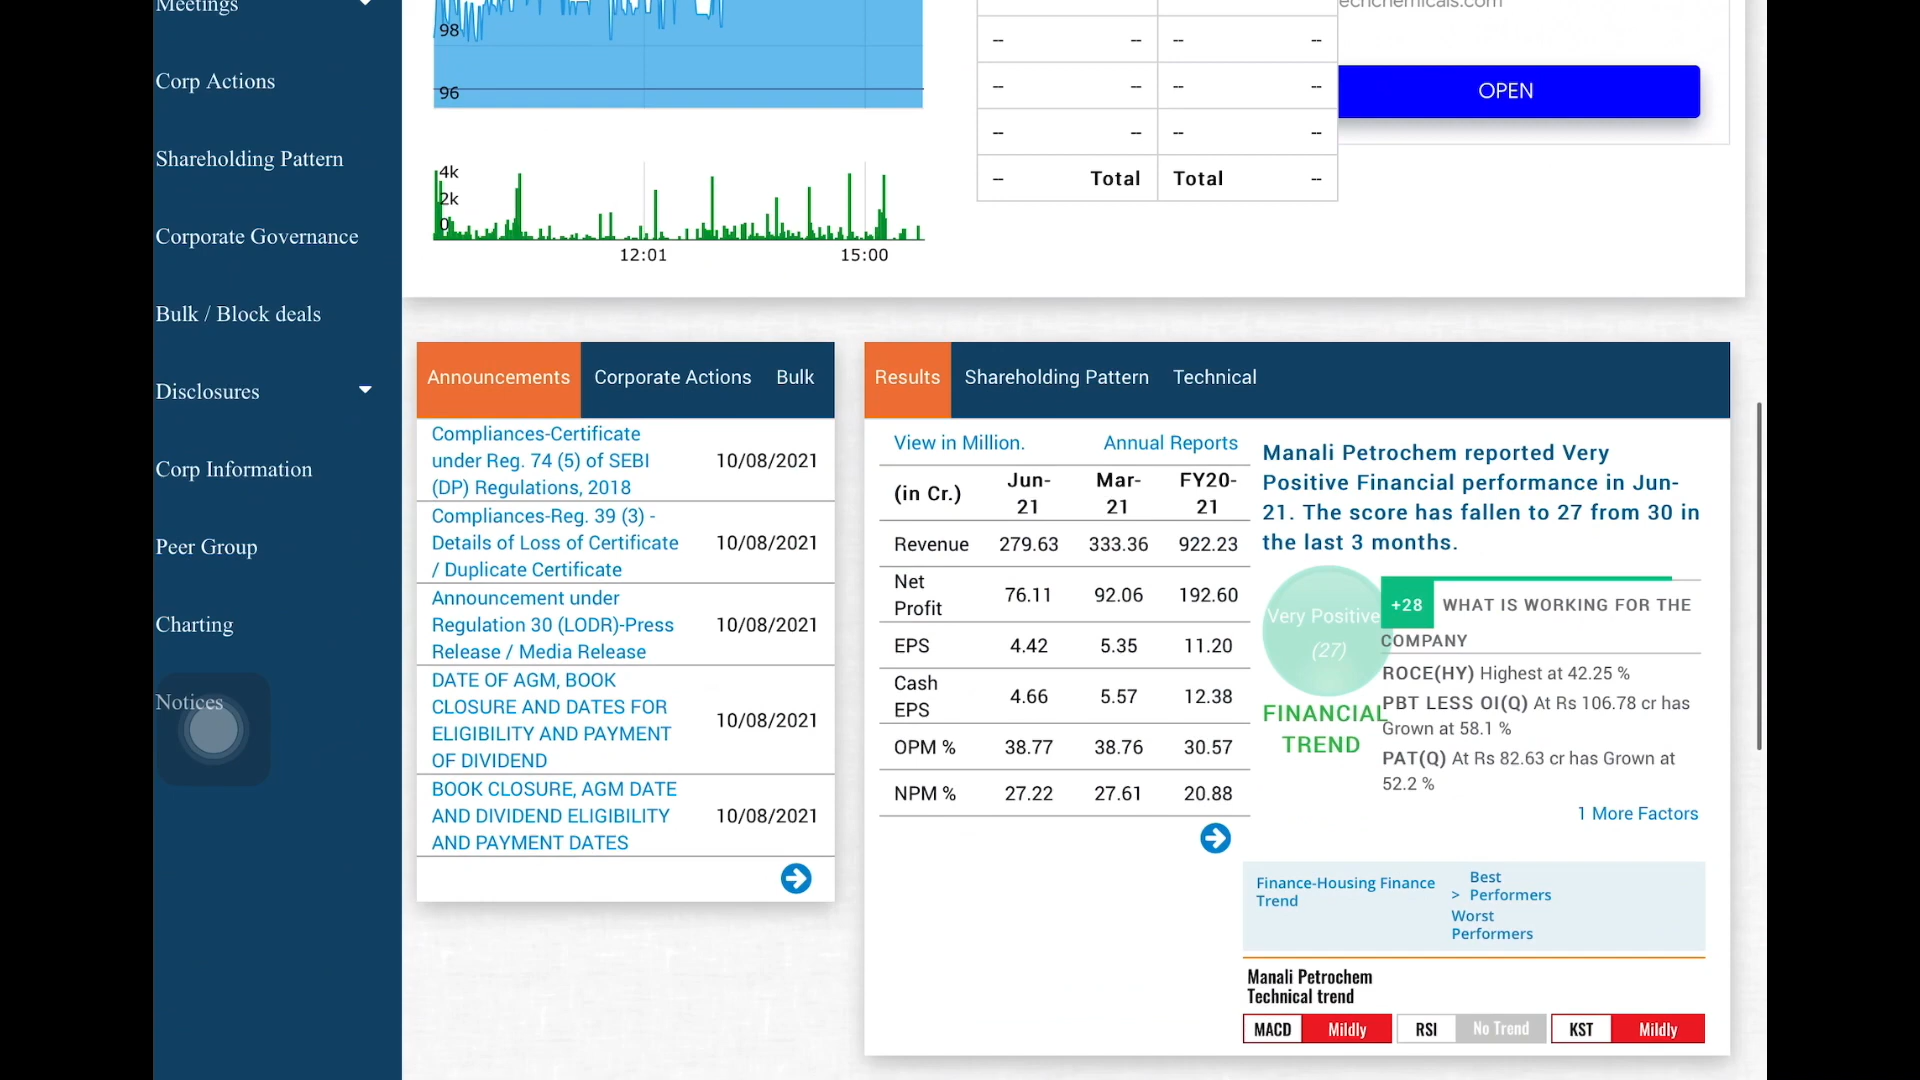 Meetings
Corp Actions
Shareholding Pattern
Corporate Governance
Bulk / Block deals
Disclosures
Corp Information
Peer Group
Charting
Notices
98
96
4k
2k
0
12:01 15:00
-- -- -- --
-- -- -- --
-- -- -- --
-- Total Total --
echchemicals.com
OPEN
Announcements Corporate Actions Bulk
Compliances-Certificate
under Reg. 74 (5) of SEBI 10/08/2021
(DP) Regulations, 2018
Compliances-Reg. 39 (3) -
Details of Loss of Certificate 10/08/2021
/ Duplicate Certificate
Announcement under
Regulation 30 (LODR)-Press 10/08/2021
Release / Media Release
DATE OF AGM, BOOK
CLOSURE AND DATES FOR 10/08/2021
ELIGIBILITY AND PAYMENT
OF DIVIDEND
BOOK CLOSURE, AGM DATE
AND DIVIDEND ELIGIBILITY 10/08/2021
AND PAYMENT DATES
Results Shareholding Pattern Technical
View in Million. Annual Reports
(in Cr.) Jun-21 Mar-21 FY20-21
Revenue 279.63 333.36 922.23
Net Profit 76.11 92.06 192.60
EPS 4.42 5.35 11.20
Cash EPS 4.66 5.57 12.38
OPM % 38.77 38.76 30.57
NPM % 27.22 27.61 20.88
Manali Petrochem reported Very
Positive Financial performance in Jun-
21. The score has fallen to 27 from 30 in
the last 3 months.
Very Positive
(27)
FINANCIAL
TREND
+28 WHAT IS WORKING FOR THE
COMPANY
ROCE(HY) Highest at 42.25 %
PBT LESS OI(Q) At Rs 106.78 cr has
Grown at 58.1 %
PAT(Q) At Rs 82.63 cr has Grown at
52.2 %
1 More Factors
Finance-Housing Finance
Trend
> Best
Performers
Worst
Performers
Manali Petrochem
Technical trend
MACD Mildly RSI No Trend KST Mildly